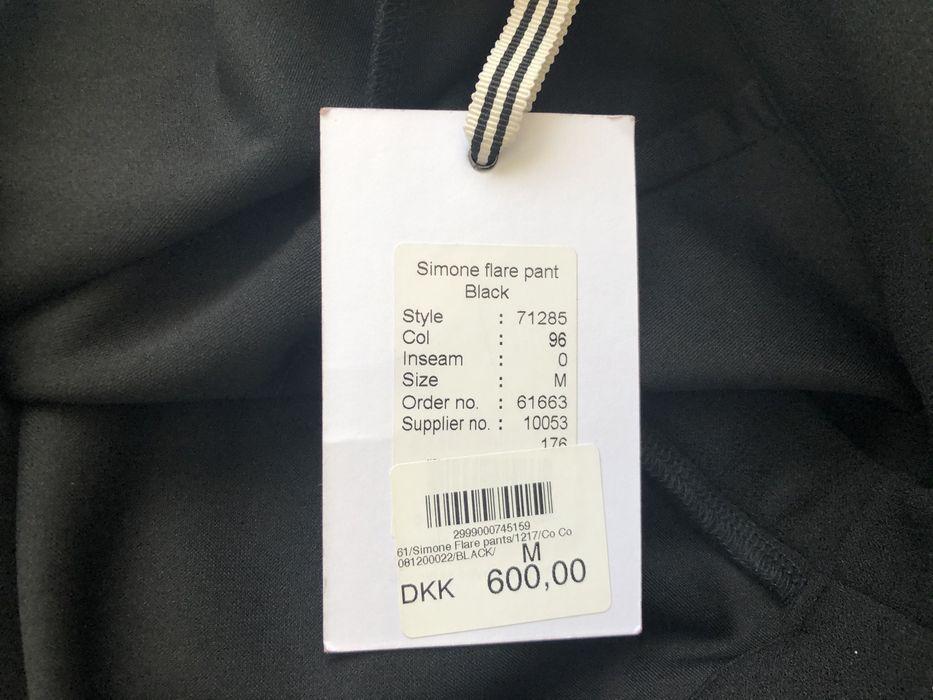 Simone flare pant
Black
Style : 71285
Col : 96
Inseam : 0
Size : M
Order no. : 61663
Supplier no. : 10053
176
2999000745159
61/Simone Flare pants/1217/Co Co
081200022/BLACK/ M
DKK 600,00